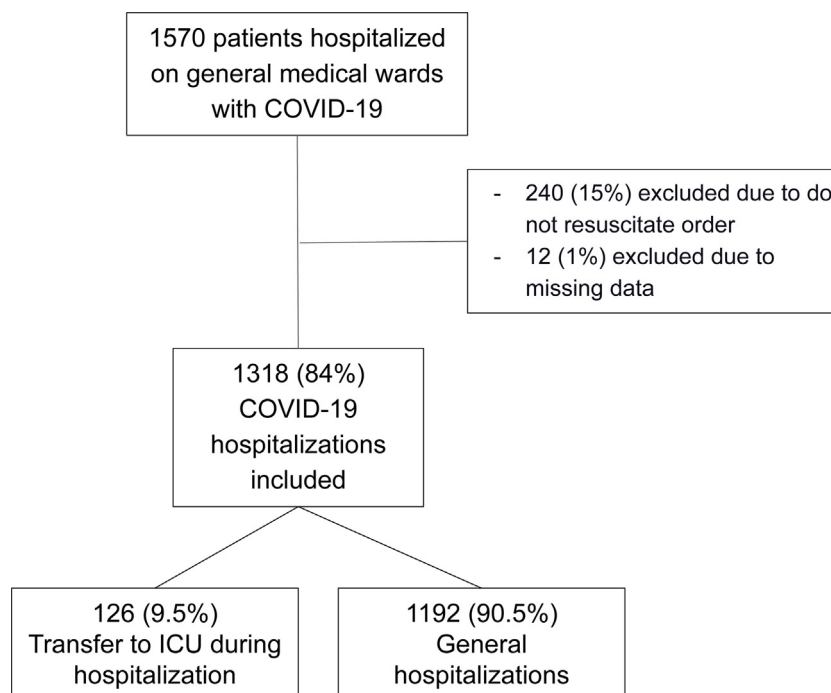 1570 patients hospitalized
on general medical wards
with COVID-19
- 240 (15%) excluded due to do
not resuscitate order
- 12 (1%) excluded due to
missing data
1318 (84%)
COVID-19
hospitalizations
included
126 (9.5%)
Transfer to ICU during
hospitalization
1192 (90.5%)
General
hospitalizations